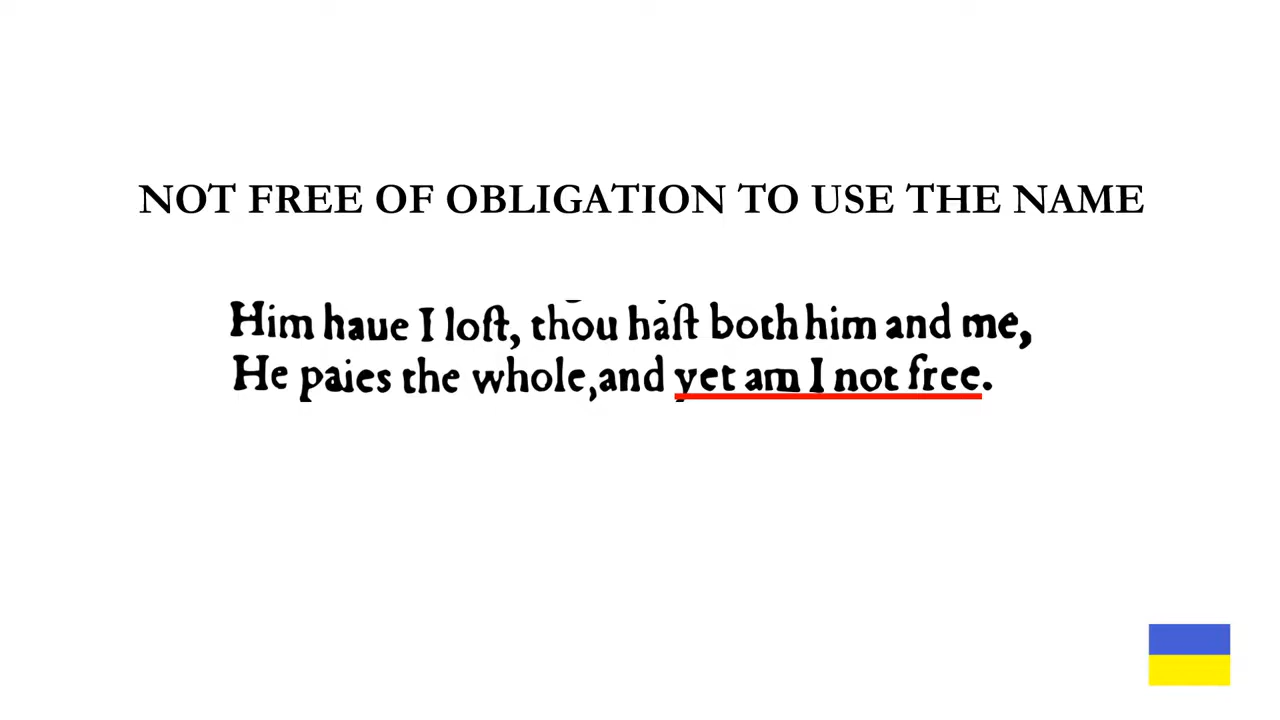 NOT FREE OF OBLIGATION TO USE THE NAME
Him haue I loſt, thou haſt both him and me,
He paies the whole,and yet am I not free.